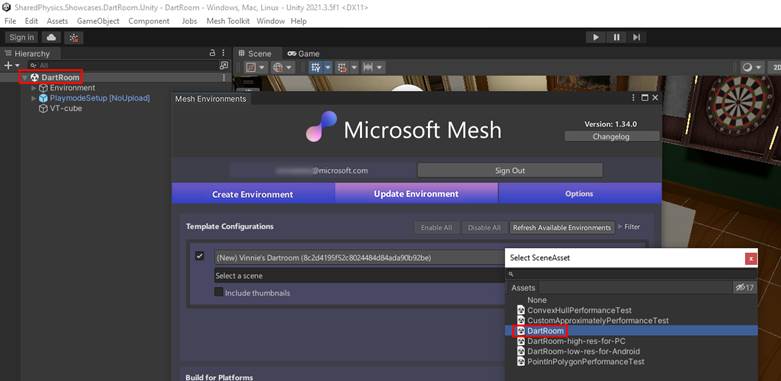 SharedPhysics.Showcases.DartRoom.Unity - DartRoom - Windows, Mac, Linux - Unity 2021.3.5f1 <DX11>
File Edit Assets GameObject Component Jobs Mesh Toolkit Window Help
Sign in
Hierarchy
Scene Game
All
2D
DartRoom
Environment
PlaymodeSetup [NoUpload]
VT-cube
Mesh Environments
Microsoft Mesh
Version: 1.34.0
Changelog
@microsoft.com
Sign Out
Create Environment Update Environment Options
Template Configurations Enable All Disable All Refresh Available Environments Filter
(New) Vinnie's Dartroom (8c2d4195f52c8024484d84ada90b92be)
Select a scene
Include thumbnails
Build for Platforms
Select SceneAsset
x
Assets
17
None
ConvexHullPerformanceTest
CustomApproximatelyPerformanceTest
DartRoom
DartRoom-high-res-for-PC
DartRoom-low-res-for-Android
PointInPolygonPerformanceTest